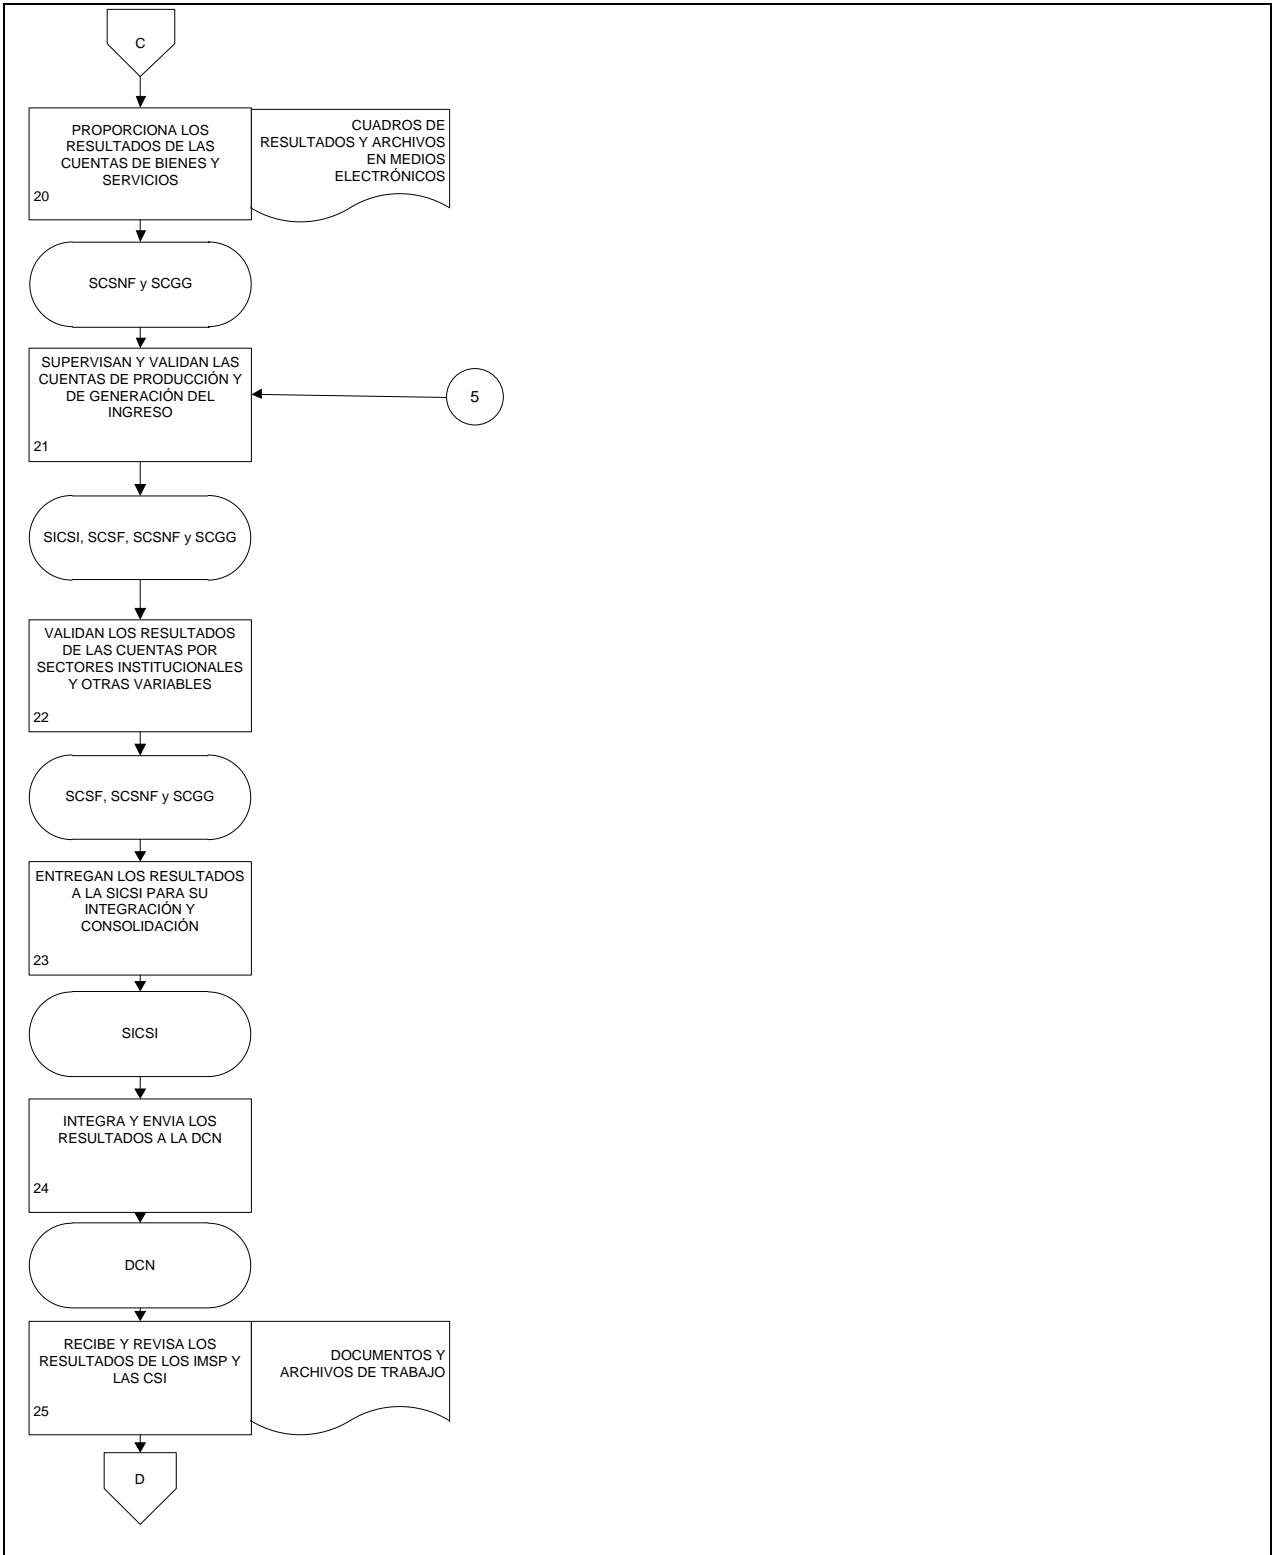 C
PROPORCIONA LOS
RESULTADOS DE LAS
CUENTAS DE BIENES Y
SERVICIOS
20
CUADROS DE
RESULTADOS Y ARCHIVOS
EN MEDIOS
ELECTRÓNICOS
SCSNF y SCGG
SUPERVISAN Y VALIDAN LAS
CUENTAS DE PRODUCCIÓN Y
DE GENERACIÓN DEL
INGRESO
21
5
SICSI, SCSF, SCSNF y SCGG
VALIDAN LOS RESULTADOS
DE LAS CUENTAS POR
SECTORES INSTITUCIONALES
Y OTRAS VARIABLES
22
SCSF, SCSNF y SCGG
ENTREGAN LOS RESULTADOS
A LA SICSI PARA SU
INTEGRACIÓN Y
CONSOLIDACIÓN
23
SICSI
INTEGRA Y ENVIA LOS
RESULTADOS A LA DCN
24
DCN
RECIBE Y REVISA LOS
RESULTADOS DE LOS IMSP Y
LAS CSI
25
DOCUMENTOS Y
ARCHIVOS DE TRABAJO
D